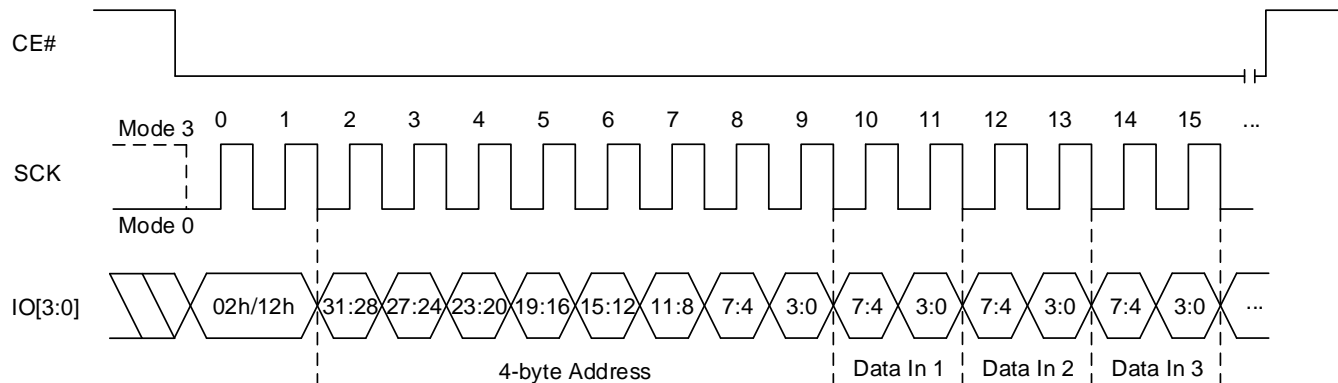 CE#
Mode 3
0 1 2 3 4 5 6 7 8 9 10 11 12 13 14 15 ...
SCK
Mode 0
IO[3:0] 02h/12h 31:28 27:24 23:20 19:16 15:12 11:8 7:4 3:0 7:4 3:0 7:4 3:0 7:4 3:0 ...
4-byte Address Data In 1 Data In 2 Data In 3